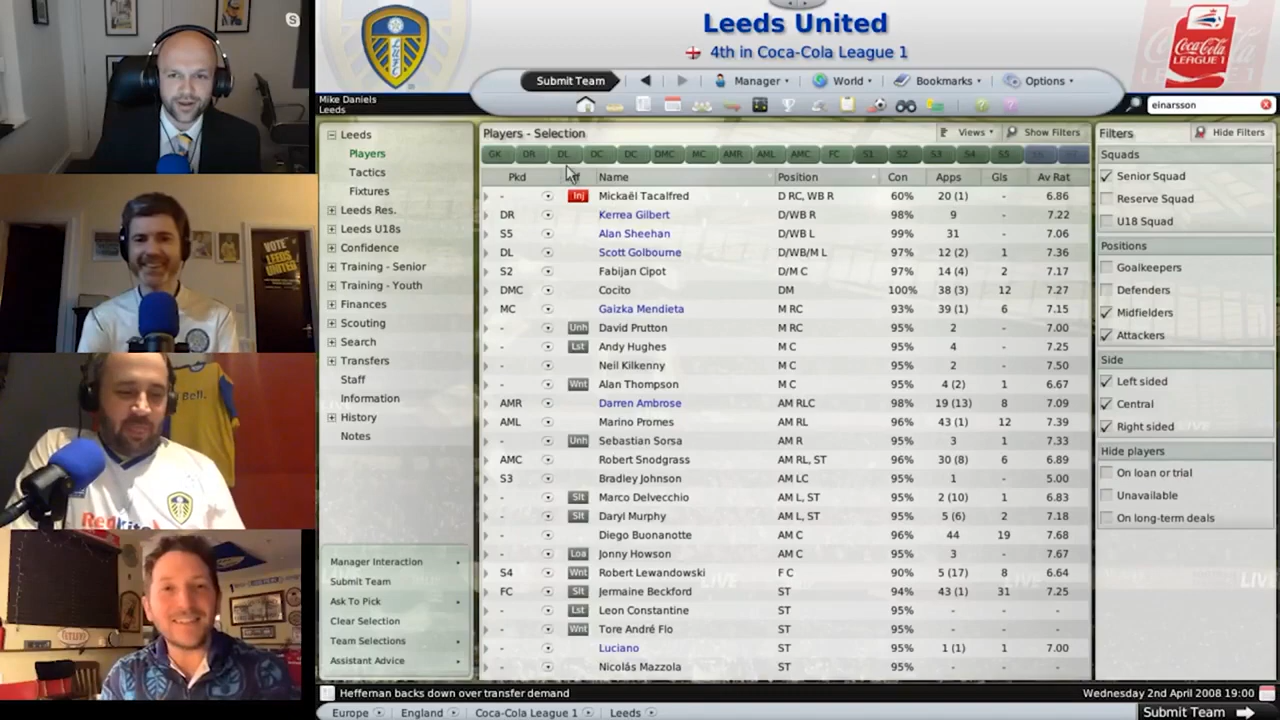 Leeds United
4th in Coca-Cola League 1
Coca-Cola
LEAGUE 1
Submit Team
Manager
World
Bookmarks
Options
Mike Daniels
Leeds
einarsson
Leeds
Players
Tactics
Fixtures
Leeds Res.
Leeds U18s
Confidence
Training - Senior
Training - Youth
Finances
Scouting
Search
Transfers
Staff
Information
History
Notes
Manager Interaction
Submit Team
Ask To Pick
Clear Selection
Team Selections
Assistant Advice
Players - Selection
Views
Show Filters
GK DR DL DC DC DMC MC AMR AML AMC FC S1 S2 S3 S4 S5
Pkd Name Position Con Apps Gls Av Rat
- Inj Mickaël Tacalfred D RC, WB R 60% 20 (1) - 6.86
DR Kerrea Gilbert D/WB R 98% 9 - 7.22
S5 Alan Sheehan D/WB L 99% 31 - 7.06
DL Scott Golbourne D/WB/M L 97% 12 (2) 1 7.36
S2 Fabijan Cipot D/M C 97% 14 (4) 2 7.17
DMC Cocito DM 100% 38 (3) 12 7.27
MC Gaizka Mendieta M RC 93% 39 (1) 6 7.15
- Unh David Prutton M RC 95% 2 - 7.00
- Lst Andy Hughes M C 95% 4 - 7.25
- Neil Kilkenny M C 95% 2 - 7.50
- Wnt Alan Thompson M C 95% 4 (2) 1 6.67
AMR Darren Ambrose AM RLC 98% 19 (13) 8 7.09
AML Marino Promes AM RL 96% 43 (1) 12 7.39
- Unh Sebastian Sorsa AM R 95% 3 1 7.33
AMC Robert Snodgrass AM RL, ST 96% 30 (8) 6 6.89
S3 Bradley Johnson AM LC 95% 1 - 5.00
- Slt Marco Delvecchio AM L, ST 95% 2 (10) 1 6.83
- Slt Daryl Murphy AM L, ST 95% 5 (6) 2 7.18
- Diego Buonanotte AM C 96% 44 19 7.68
- Loa Jonny Howson AM C 95% 3 - 7.67
S4 Wnt Robert Lewandowski F C 90% 5 (17) 8 6.64
FC Slt Jermaine Beckford ST 94% 43 (1) 31 7.25
- Lst Leon Constantine ST 95% - - -
- Wnt Tore André Flo ST 95% - - -
- Luciano ST 95% 1 (1) 1 7.00
- Nicolás Mazzola ST 95% - - -
Filters
Hide Filters
Squads
Senior Squad
Reserve Squad
U18 Squad
Positions
Goalkeepers
Defenders
Midfielders
Attackers
Side
Left sided
Central
Right sided
Hide players
On loan or trial
Unavailable
On long-term deals
Heffernan backs down over transfer demand
Wednesday 2nd April 2008 19:00
Europe
England
Coca-Cola League 1
Leeds
Submit Team
VOTE
LEEDS
UNITED